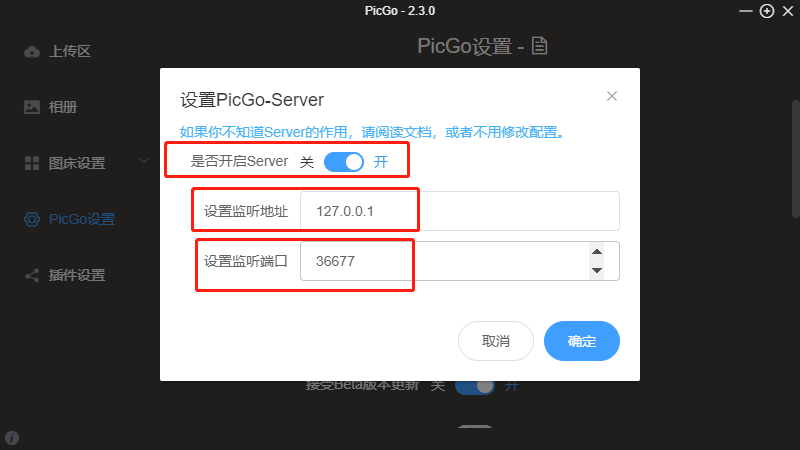 PicGo - 2.3.0
上传区
相册
图床设置
PicGo设置
插件设置
PicGo设置 -
设置PicGo-Server
如果你不知道Server的作用，请阅读文档，或者不用修改配置。
是否开启Server 关 开
设置监听地址 127.0.0.1
设置监听端口 36677
取消 确定
接受Beta版本更新 关 开